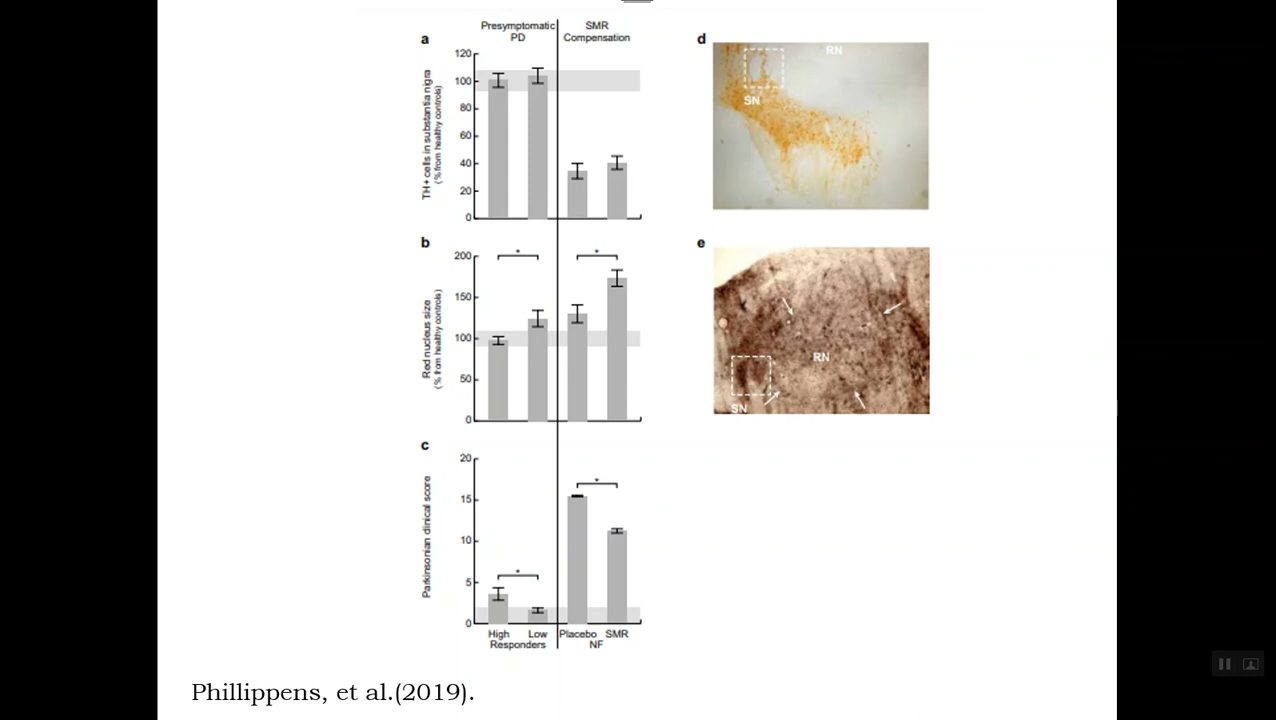 Presymptomatic
PD
SMR
Compensation
a
TH+ cells in substantia nigra
(% from healthy controls)
120
100
80
60
40
20
0
b
Red nucleus size
(% from healthy controls)
200
150
100
50
0
*
*
c
Parkinsonian clinical score
20
15
10
5
0
*
*
High
Low
Responders
Placebo
SMR
NF
d
RN
SN
e
RN
SN
Phillippens, et al.(2019).